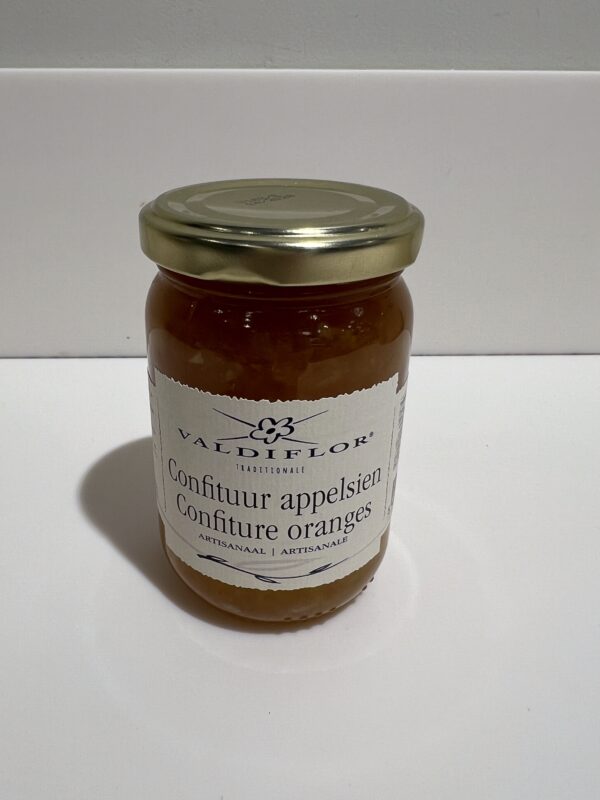 VALDIFLOR®
TRADITIONALE
Confituur appelsien
Confiture oranges
ARTISANAAL | ARTISANALE